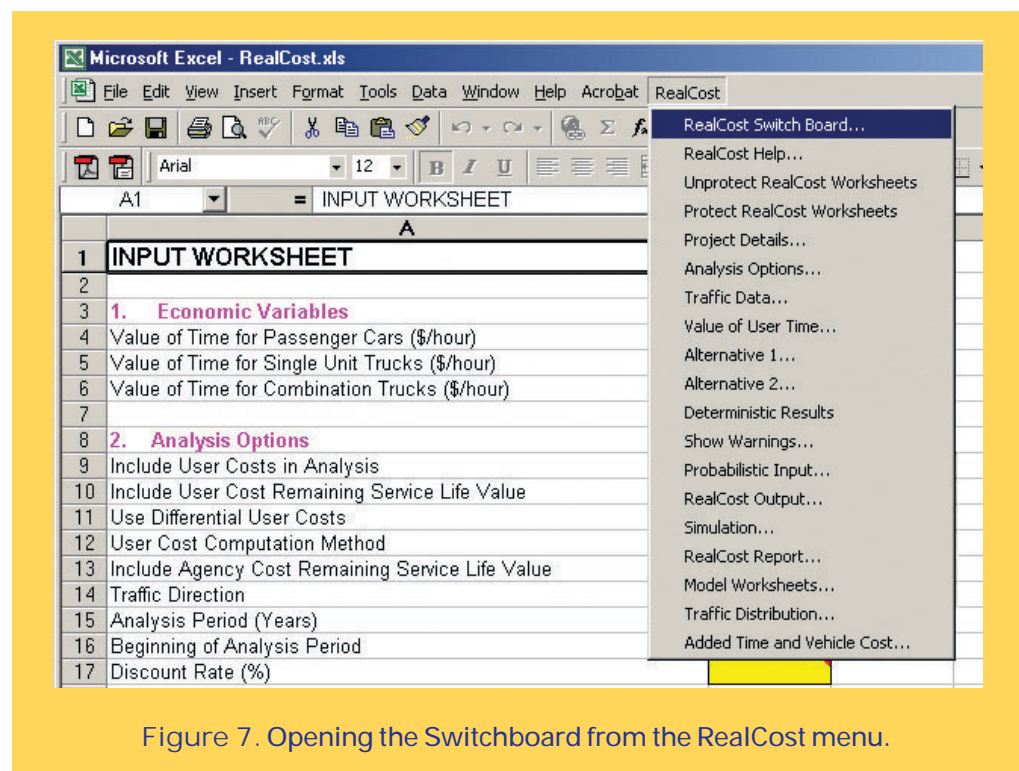 Microsoft Excel - RealCost.xls
File Edit View Insert Format Tools Data Window Help Acrobat RealCost
ABC
Σ
Arial 12 B I U
A1 = INPUT WORKSHEET
A
1 INPUT WORKSHEET
2
3 1. Economic Variables
4 Value of Time for Passenger Cars ($/hour)
5 Value of Time for Single Unit Trucks ($/hour)
6 Value of Time for Combination Trucks ($/hour)
7
8 2. Analysis Options
9 Include User Costs in Analysis
10 Include User Cost Remaining Service Life Value
11 Use Differential User Costs
12 User Cost Computation Method
13 Include Agency Cost Remaining Service Life Value
14 Traffic Direction
15 Analysis Period (Years)
16 Beginning of Analysis Period
17 Discount Rate (%)
RealCost Switch Board...
RealCost Help...
Unprotect RealCost Worksheets
Protect RealCost Worksheets
Project Details...
Analysis Options...
Traffic Data...
Value of User Time...
Alternative 1...
Alternative 2...
Deterministic Results
Show Warnings...
Probabilistic Input...
RealCost Output...
Simulation...
RealCost Report...
Model Worksheets...
Traffic Distribution...
Added Time and Vehicle Cost...
Figure 7. Opening the Switchboard from the RealCost menu.